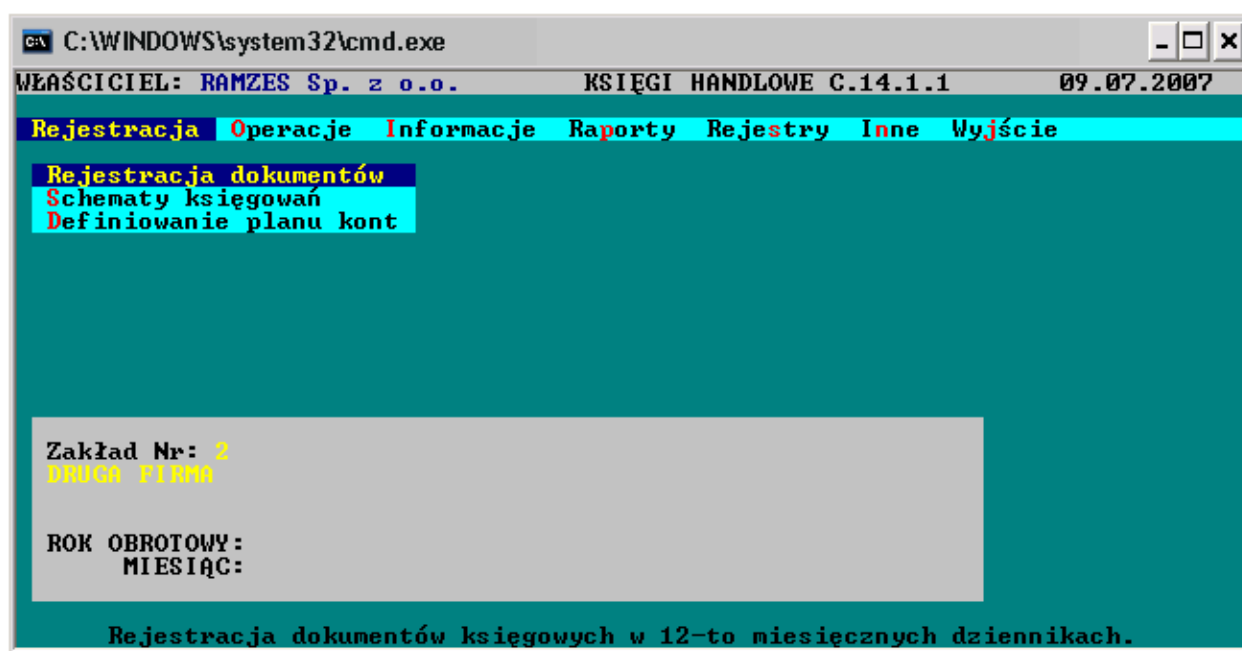 C:\WINDOWS\system32\cmd.exe
WŁAŚCICIEL: RAMZES Sp. z o.o. KSIĘGI HANDLOWE C.14.1.1 09.07.2007
Rejestracja Operacje Informacje Raporty Rejestry Inne Wyjście
Rejestracja dokumentów
Schematy księgowań
Definiowanie planu kont
Zakład Nr: 2
DRUGA FIRMA
ROK OBROTOWY:
MIESIĄC:
Rejestracja dokumentów księgowych w 12-to miesięcznych dziennikach.